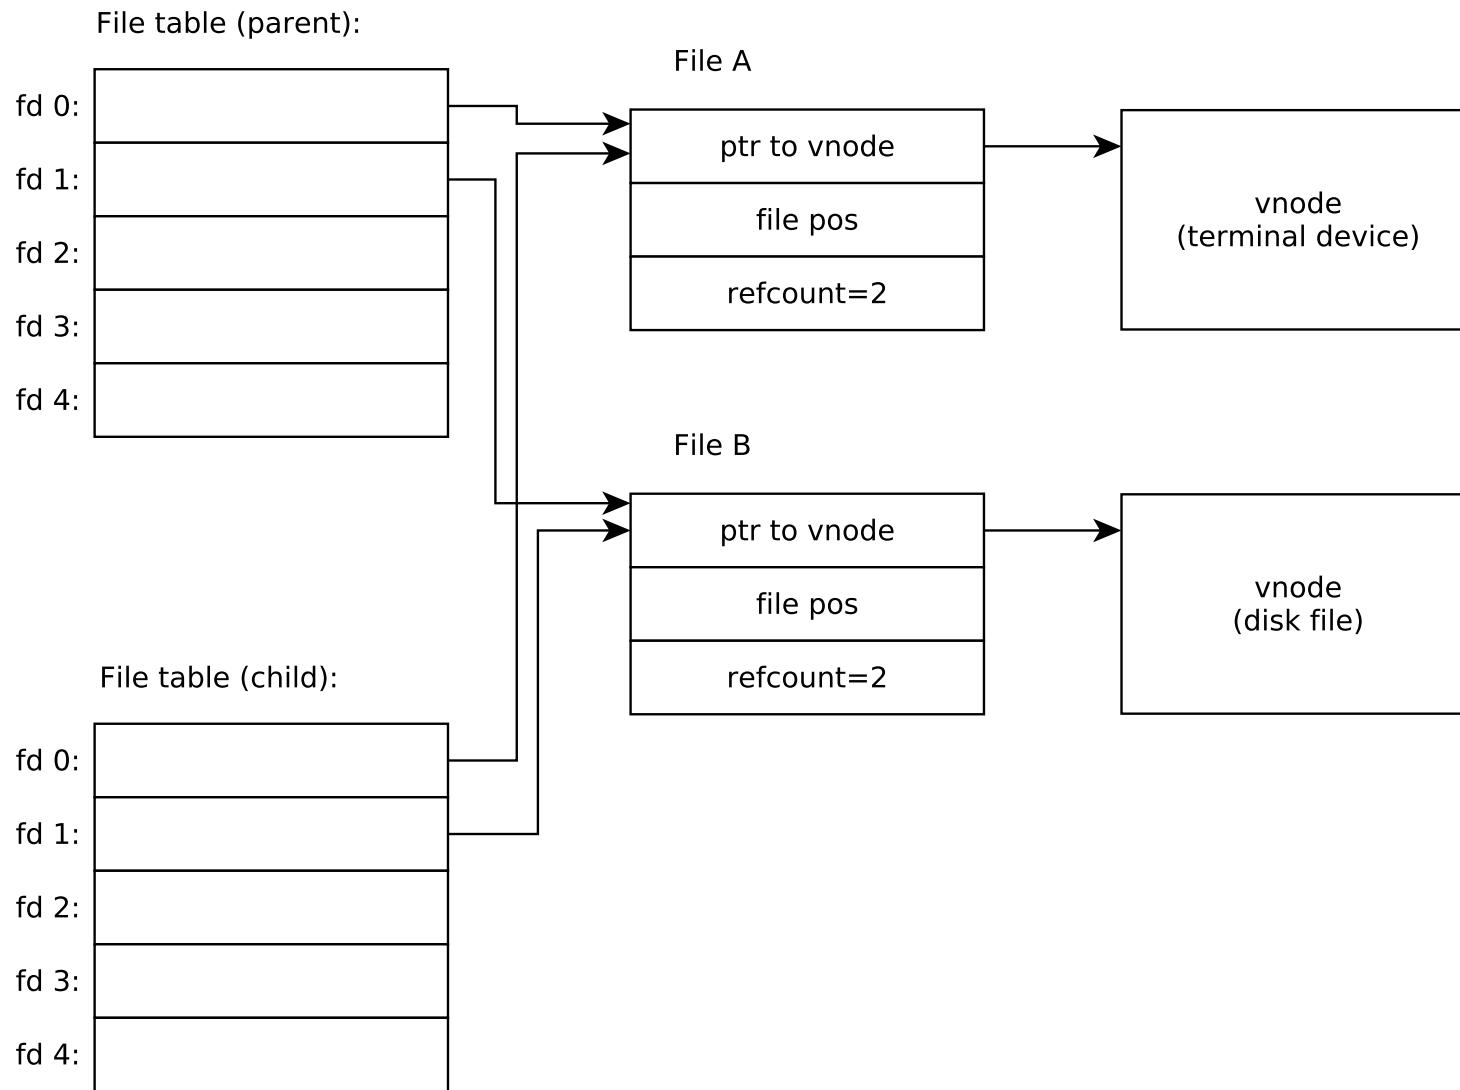 File table (parent):
fd 0:
fd 1:
fd 2:
fd 3:
fd 4:
File A
ptr to vnode
file pos
refcount=2
vnode
(terminal device)
File B
ptr to vnode
file pos
refcount=2
vnode
(disk file)
File table (child):
fd 0:
fd 1:
fd 2:
fd 3:
fd 4: